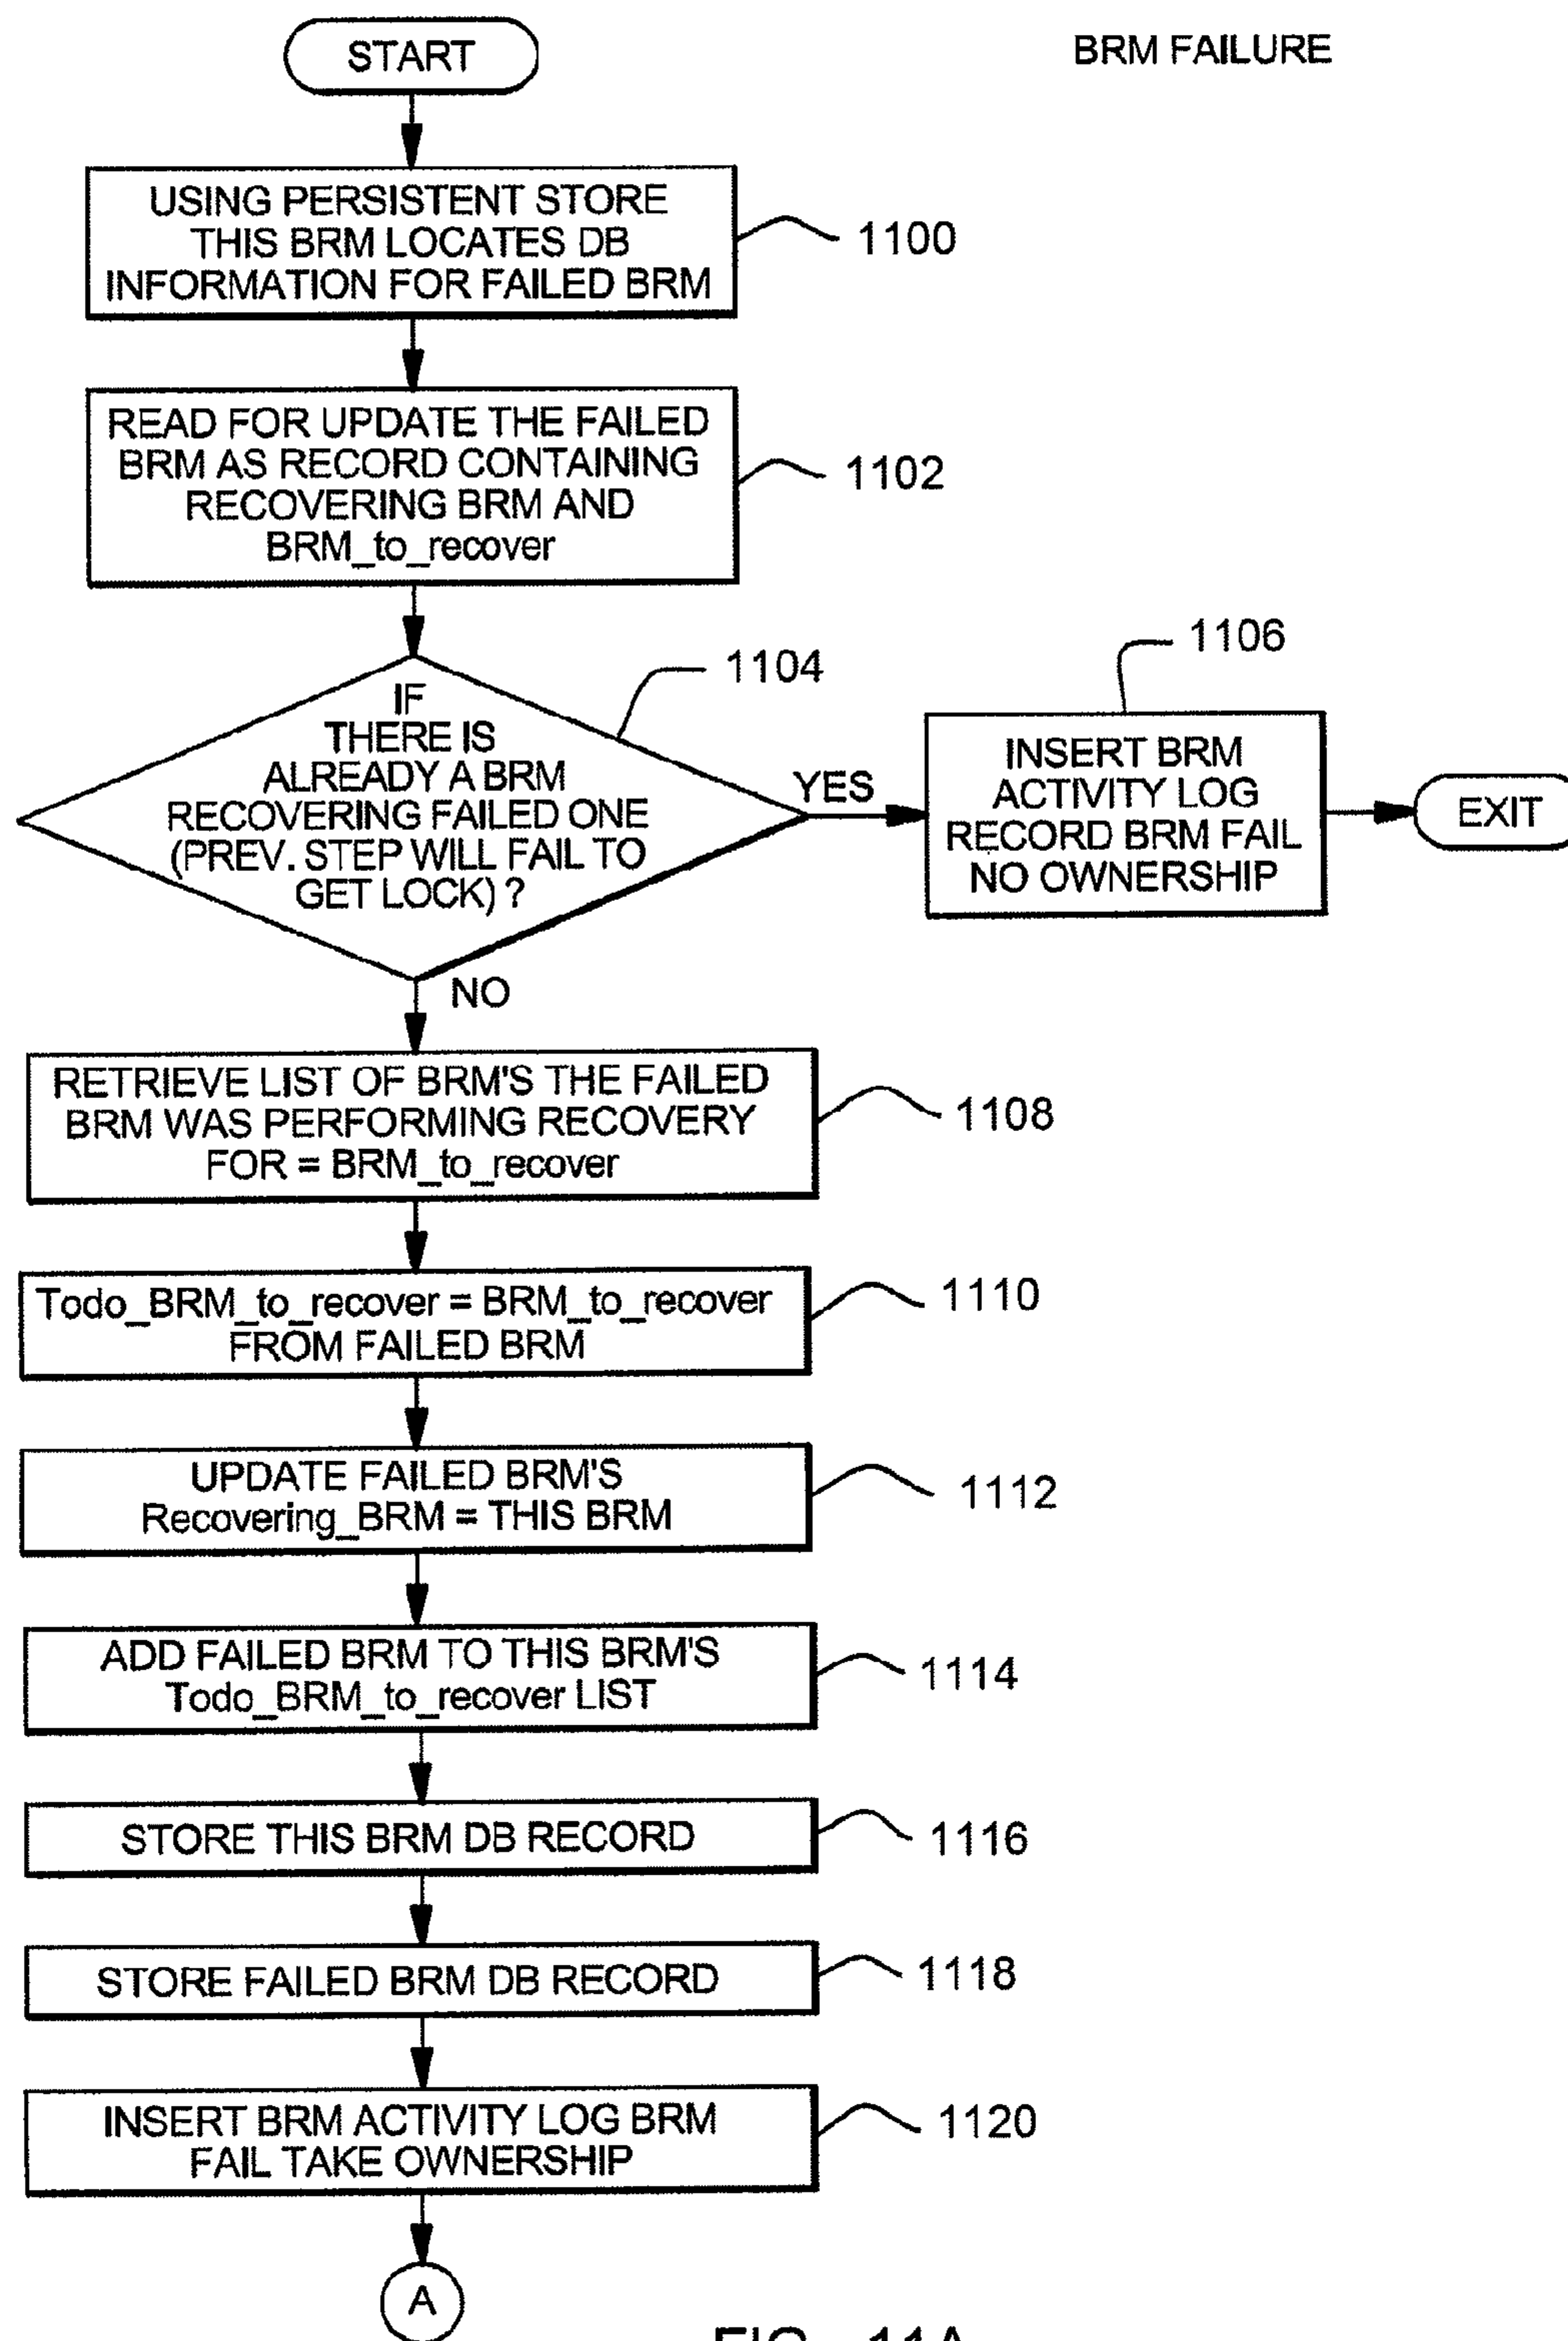 START
BRM FAILURE
USING PERSISTENT STORE
THIS BRM LOCATES DB
INFORMATION FOR FAILED BRM
1100
READ FOR UPDATE THE FAILED
BRM AS RECORD CONTAINING
RECOVERING BRM AND
BRM_to_recover
1102
IF
THERE IS
ALREADY A BRM
RECOVERING FAILED ONE
(PREV. STEP WILL FAIL TO
GET LOCK) ?
1104
YES
INSERT BRM
ACTIVITY LOG
RECORD BRM FAIL
NO OWNERSHIP
1106
EXIT
NO
RETRIEVE LIST OF BRM'S THE FAILED
BRM WAS PERFORMING RECOVERY
FOR = BRM_to_recover
1108
Todo_BRM_to_recover = BRM_to_recover
FROM FAILED BRM
1110
UPDATE FAILED BRM'S
Recovering_BRM = THIS BRM
1112
ADD FAILED BRM TO THIS BRM'S
Todo_BRM_to_recover LIST
1114
STORE THIS BRM DB RECORD
1116
STORE FAILED BRM DB RECORD
1118
INSERT BRM ACTIVITY LOG BRM
FAIL TAKE OWNERSHIP
1120
A
FIG. 11A